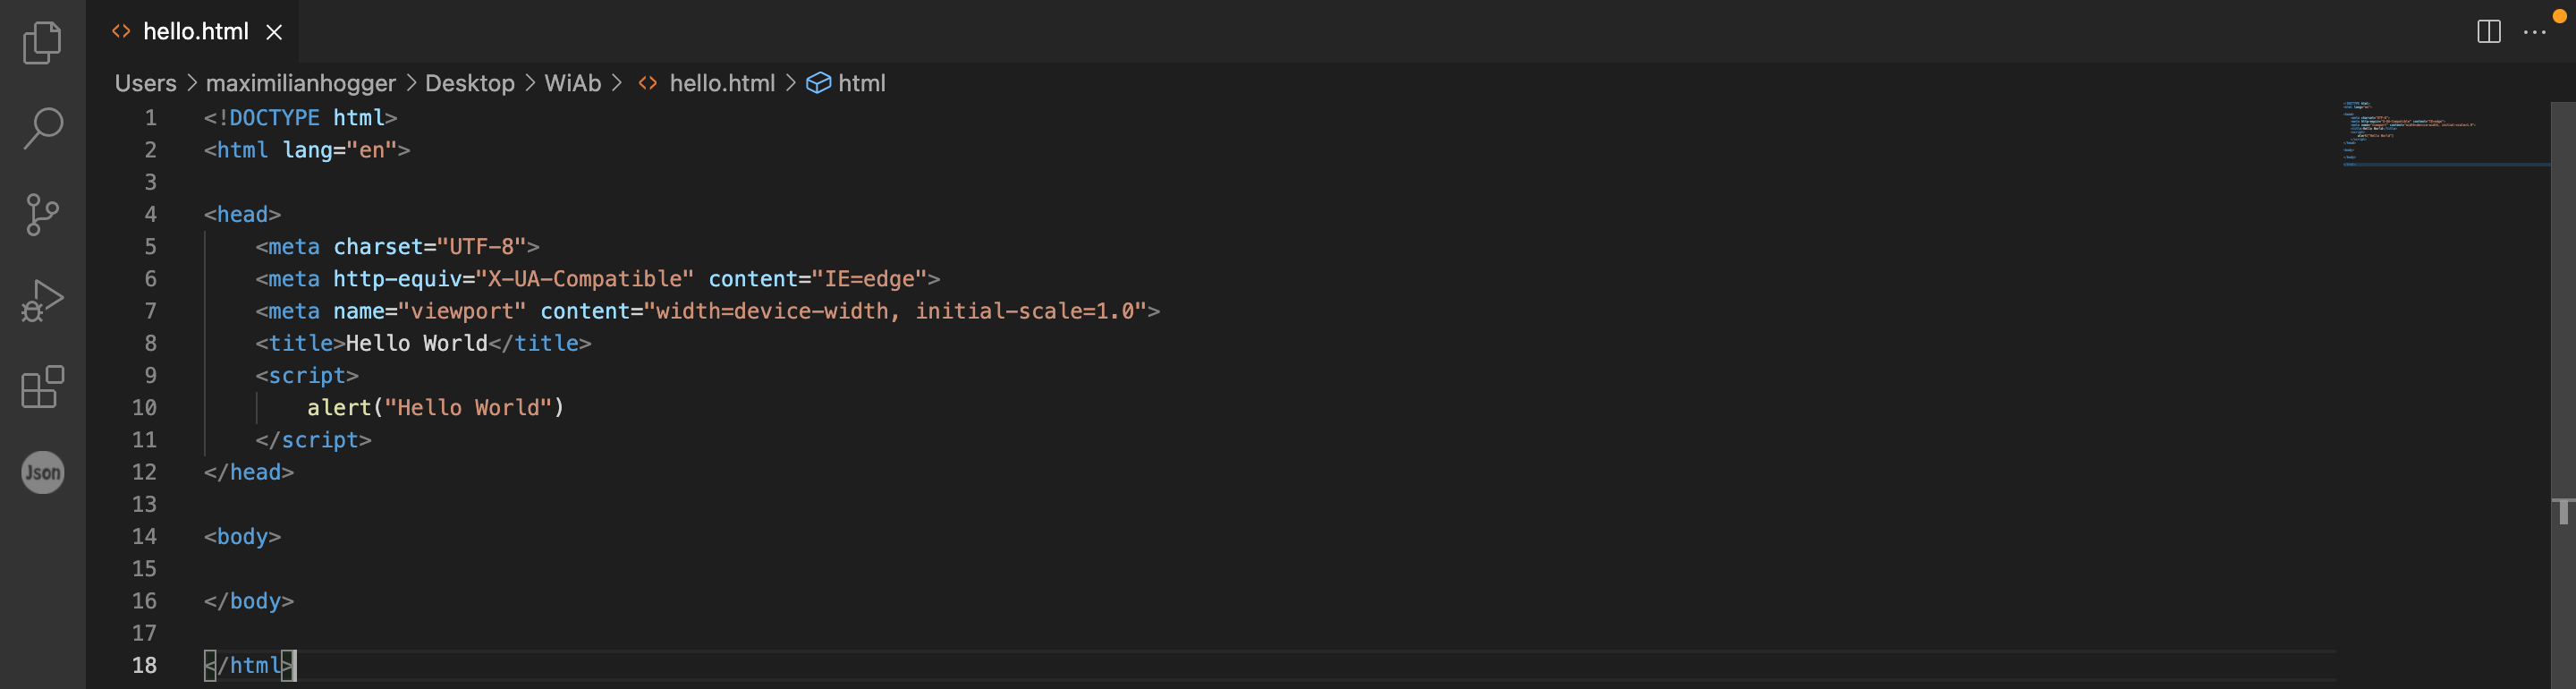 hello.html
Users > maximilianhogger > Desktop > WiAb > hello.html > html
1 <!DOCTYPE html>
2 <html lang="en">
3
4 <head>
5     <meta charset="UTF-8">
6     <meta http-equiv="X-UA-Compatible" content="IE=edge">
7     <meta name="viewport" content="width=device-width, initial-scale=1.0">
8     <title>Hello World</title>
9     <script>
10         alert("Hello World")
11     </script>
12 </head>
13
14 <body>
15
16 </body>
17
18 </html>
Json